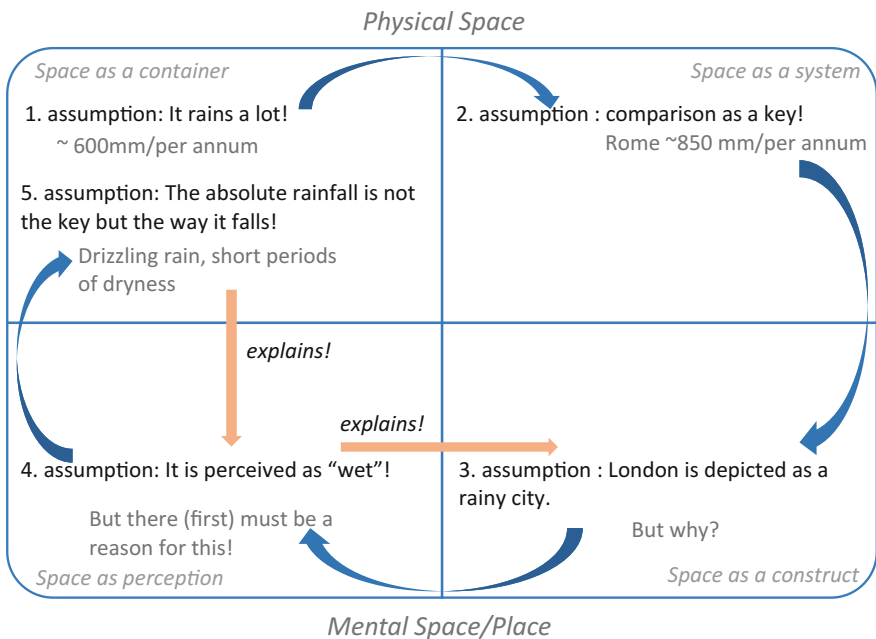 Physical Space
Space as a container
1. assumption: It rains a lot!
~ 600mm/per annum
5. assumption: The absolute rainfall is not
the key but the way it falls!
Drizzling rain, short periods
of dryness
Space as a system
2. assumption : comparison as a key!
Rome ~850 mm/per annum
explains!
explains!
4. assumption: It is perceived as “wet”!
But there (first) must be a
reason for this!
Space as perception
3. assumption : London is depicted as a
rainy city.
But why?
Space as a construct
Mental Space/Place